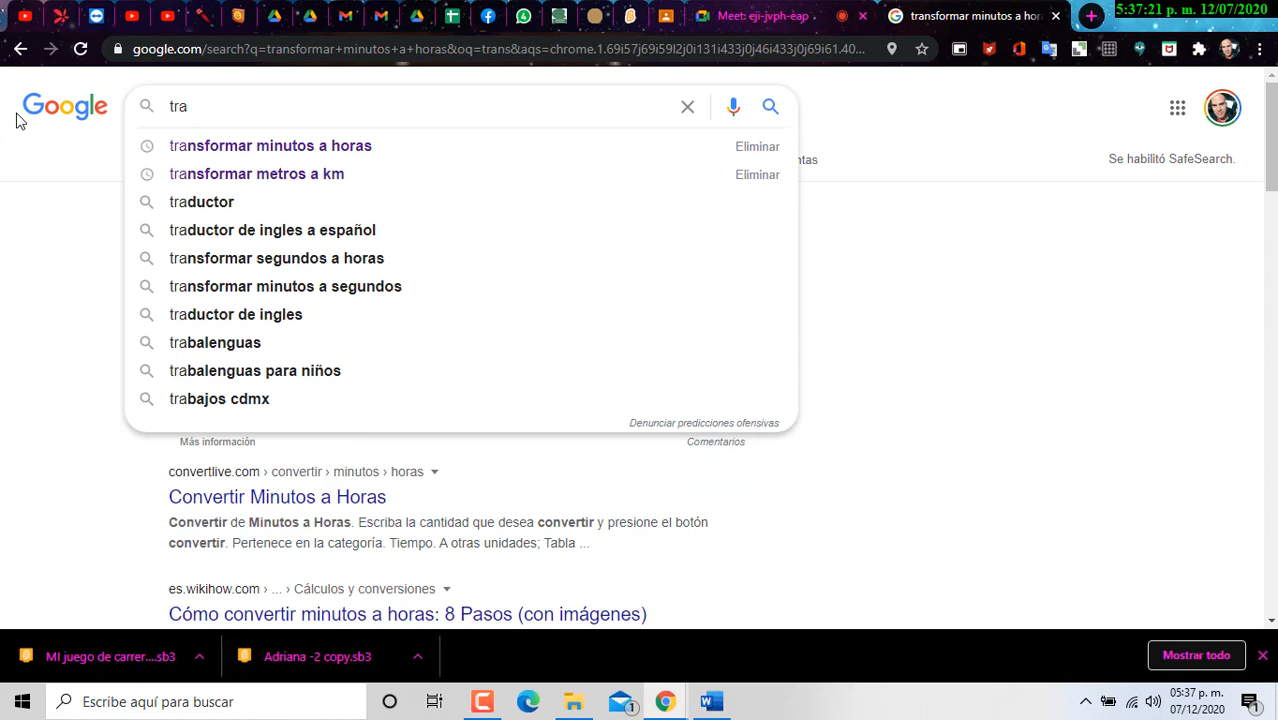 Meet: eji-jvph-eap
transformar minutos a hor
5:37:21 p. m. 12/07/2020
google.com/search?q=transformar+minutos+a+horas&oq=trans&aqs=chrome.1.69i57j69i59l2j0i131i433j0j46i433j0j69i61.40...
Google
tra
transformar minutos a horas Eliminar
transformar metros a km Eliminar
traductor
traductor de ingles a español
transformar segundos a horas
transformar minutos a segundos
traductor de ingles
trabalenguas
trabalenguas para niños
trabajos cdmx
Denunciar predicciones ofensivas
ntas
Se habilitó SafeSearch.
Más información Comentarios
convertlive.com › convertir › minutos › horas
Convertir Minutos a Horas
Convertir de Minutos a Horas. Escriba la cantidad que desea convertir y presione el botón
convertir. Pertenece en la categoría. Tiempo. A otras unidades; Tabla ...
es.wikihow.com › ... › Cálculos y conversiones
Cómo convertir minutos a horas: 8 Pasos (con imágenes)
MI juego de carrer....sb3
Adriana -2 copy.sb3
Mostrar todo
Escribe aquí para buscar
1
05:37 p. m.
07/12/2020
1